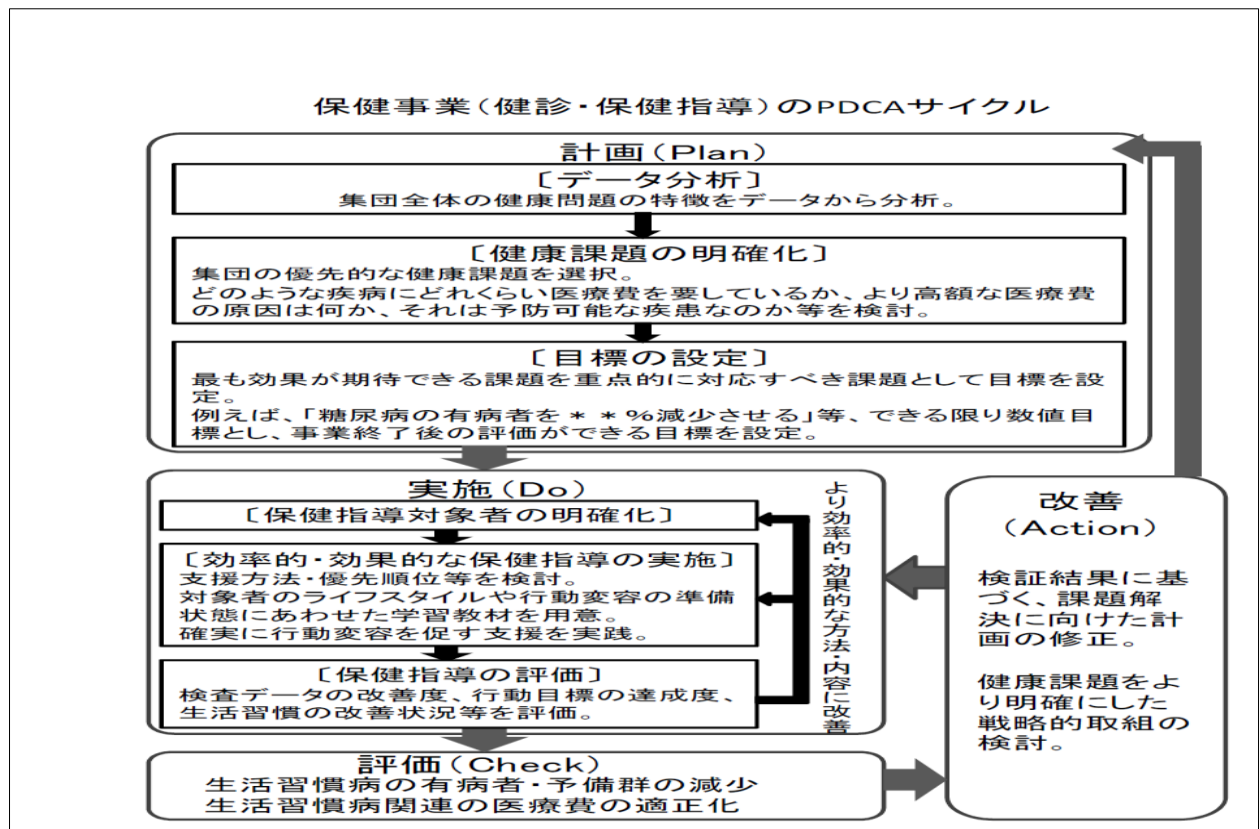 保健事業(健診・保健指導)のPDCAサイクル
計画(Plan)
〔データ分析〕
集団全体の健康問題の特徴をデータから分析。
〔健康課題の明確化〕
集団の優先的な健康課題を選択。
どのような疾病にどれくらい医療費を要しているか、より高額な医療費
の原因は何か、それは予防可能な疾患なのか等を検討。
〔目標の設定〕
最も効果が期待できる課題を重点的に対応すべき課題として目標を設
定。
例えば、「糖尿病の有病者を**%減少させる」等、できる限り数値目
標とし、事業終了後の評価ができる目標を設定。
実施(Do)
〔保健指導対象者の明確化〕
〔効率的・効果的な保健指導の実施〕
支援方法・優先順位等を検討。
対象者のライフスタイルや行動変容の準備
状態にあわせた学習教材を用意。
確実に行動変容を促す支援を実践。
〔保健指導の評価〕
検査データの改善度、行動目標の達成度、
生活習慣の改善状況等を評価。
より効率的・効果的な方法・内容に改善
評価(Check)
生活習慣病の有病者・予備群の減少
生活習慣病関連の医療費の適正化
改善
(Action)
検証結果に基
づく、課題解
決に向けた計
画の修正。
健康課題をよ
り明確にした
戦略的取組の
検討。